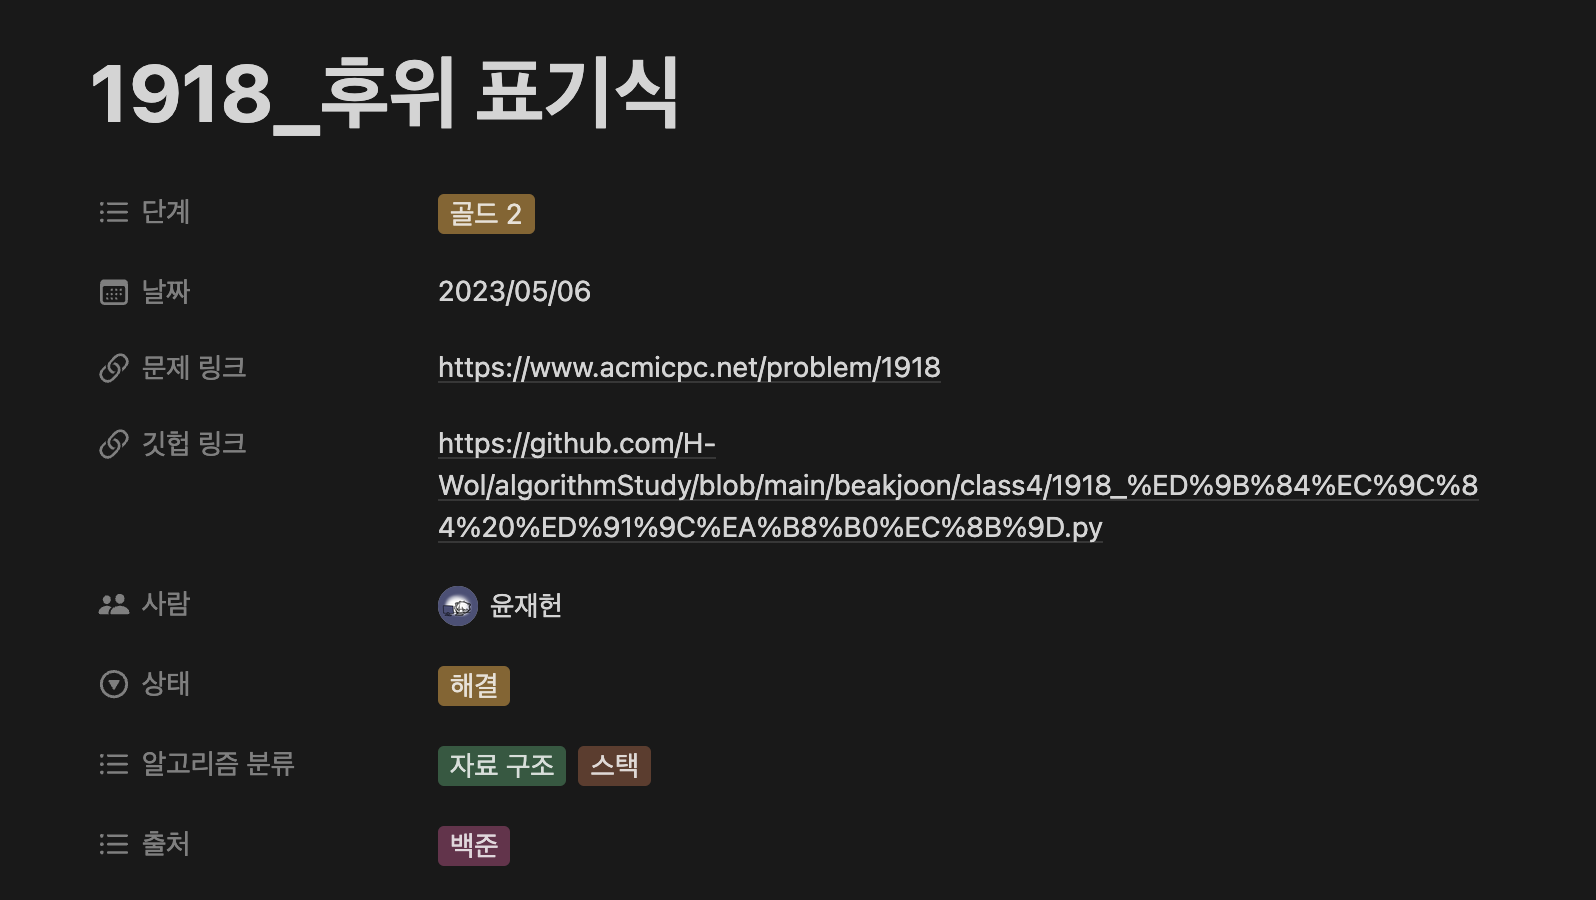 1918_후위 표기식
단계 골드 2
날짜 2023/05/06
문제 링크 https://www.acmicpc.net/problem/1918
깃헙 링크 https://github.com/H-
Wol/algorithmStudy/blob/main/beakjoon/class4/1918_%ED%9B%84%EC%9C%8
4%20%ED%91%9C%EA%B8%B0%EC%8B%9D.py
사람 윤재헌
상태 해결
알고리즘 분류 자료 구조 스택
출처 백준